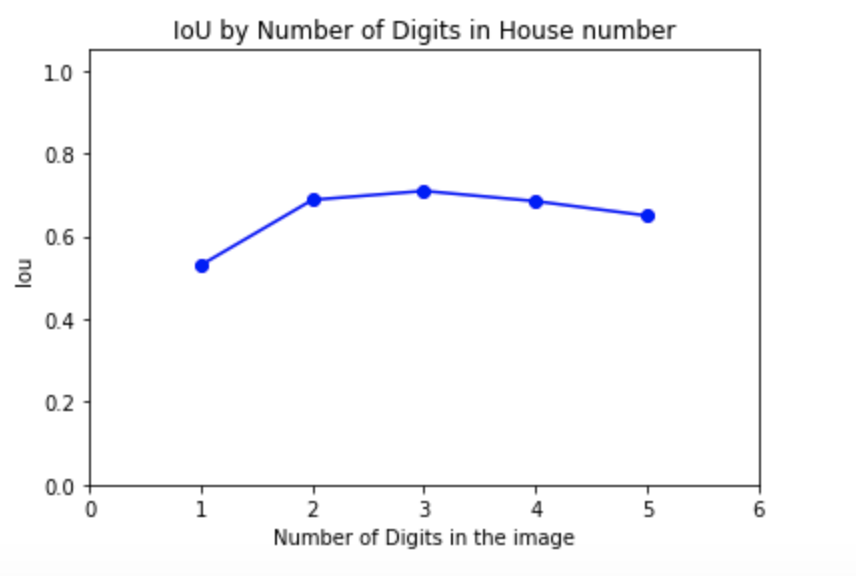 IoU by Number of Digits in House number
1.0
0.8
0.6
0.4
0.2
0.0
Iou
0 1 2 3 4 5 6
Number of Digits in the image